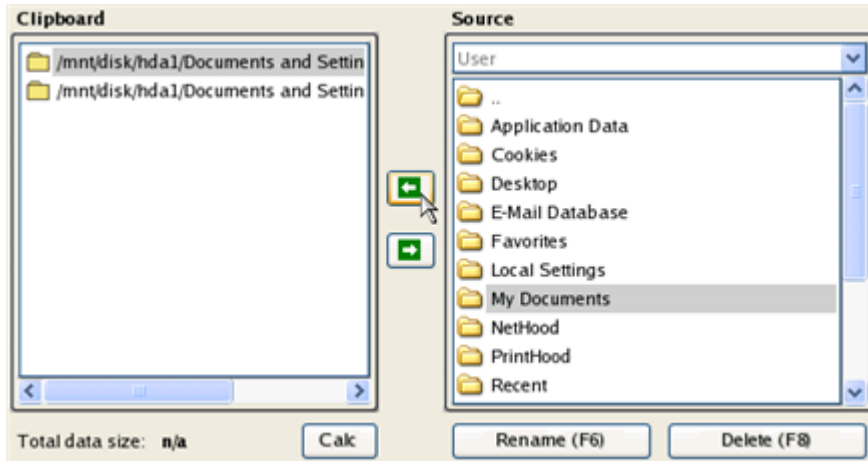 Clipboard
/mnt/disk/hda1/Documents and Settin
/mnt/disk/hda1/Documents and Settin
Total data size: n/a
Calc
Source
User
..
Application Data
Cookies
Desktop
E-Mail Database
Favorites
Local Settings
My Documents
NetHood
PrintHood
Recent
Rename (F6)
Delete (F8)